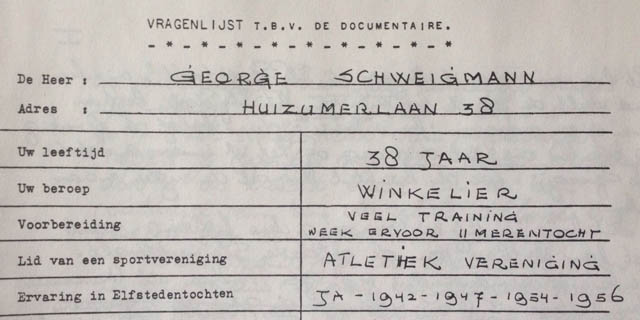 VRAGENLIJST T.B.V. DE DOCUMENTAIRE.
- * - * - * - * - * - * - * - * - *
De Heer : GEORGE SCHWEIGMANN
Adres : HUIZUMERLAAN 38
Uw leeftijd 38 JAAR
Uw beroep WINKELIER
Voorbereiding VEEL TRAINING
WEEK ERVOOR 11 MERENTOCHT
Lid van een sportvereniging ATLETIEK VERENIGING
Ervaring in Elfstedentochten JA - 1942 - 1947 - 1954 - 1956